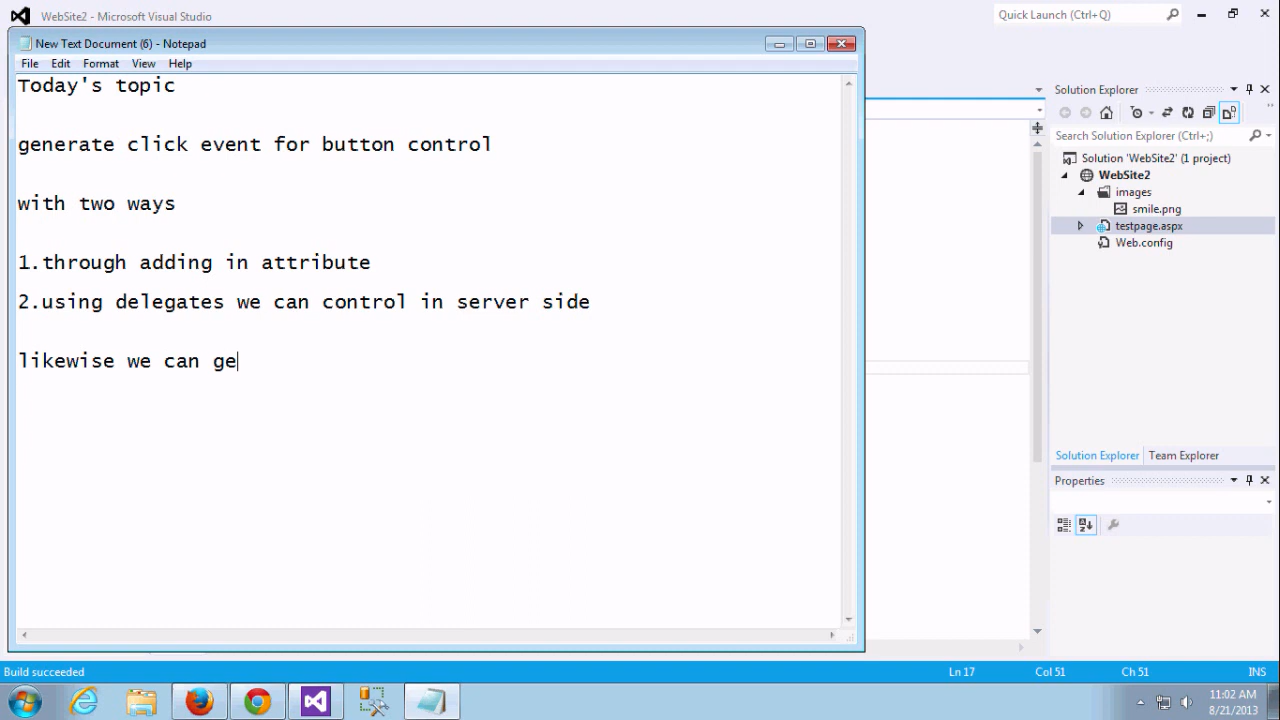 WebSite2 - Microsoft Visual Studio
Quick Launch (Ctrl+Q)
New Text Document (6) - Notepad
File Edit Format View Help
Today's topic
generate click event for button control
with two ways
1.through adding in attribute
2.using delegates we can control in server side
likewise we can ge
Solution Explorer
Search Solution Explorer (Ctrl+;)
Solution 'WebSite2' (1 project)
WebSite2
images
smile.png
testpage.aspx
Web.config
Solution Explorer Team Explorer
Properties
Build succeeded Ln 17 Col 51 Ch 51 INS
11:02 AM
8/21/2013